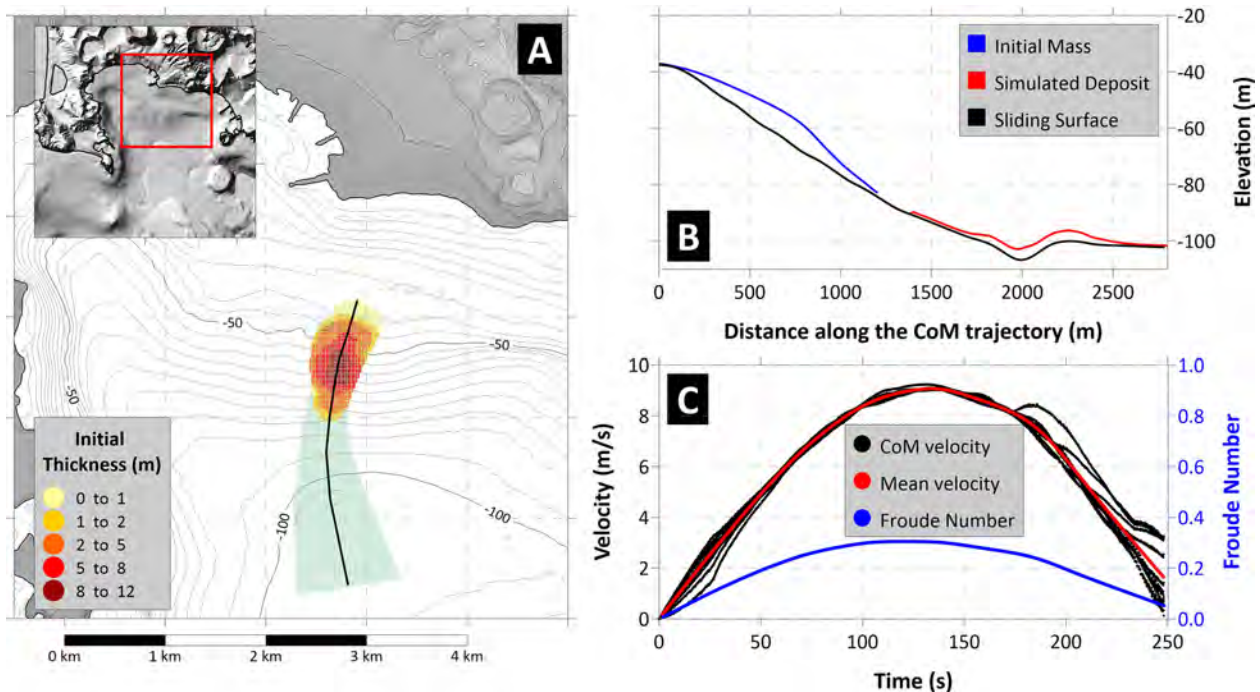 A
-50
-50
-50
-100
-100
Initial
Thickness (m)
0 to 1
1 to 2
2 to 5
5 to 8
8 to 12
0 km
1 km
2 km
3 km
4 km
B
Initial Mass
Simulated Deposit
Sliding Surface
-20
-40
-60
-80
-100
Elevation (m)
0
500
1000
1500
2000
2500
Distance along the CoM trajectory (m)
C
10
8
6
4
2
0
Velocity (m/s)
CoM velocity
Mean velocity
Froude Number
1.0
0.8
0.6
0.4
0.2
0.0
Froude Number
0
50
100
150
200
250
Time (s)